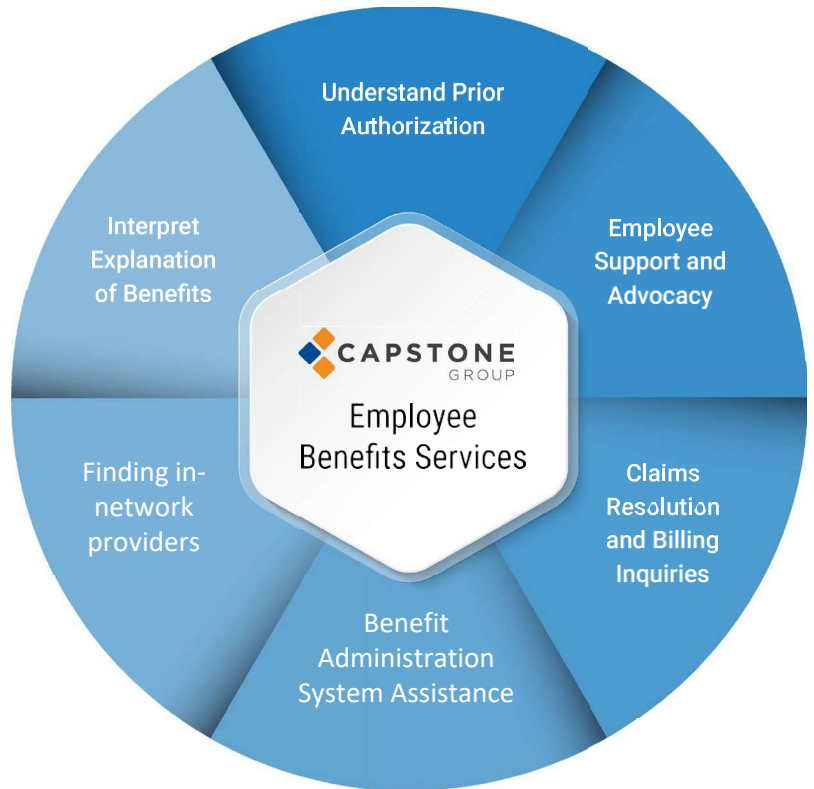 Understand Prior
Authorization
Employee
Support and
Advocacy
Claims
Resolution
and Billing
Inquiries
Benefit
Administration
System Assistance
Finding in-
network
providers
Interpret
Explanation
of Benefits
CAPSTONE
GROUP
Employee
Benefits Services